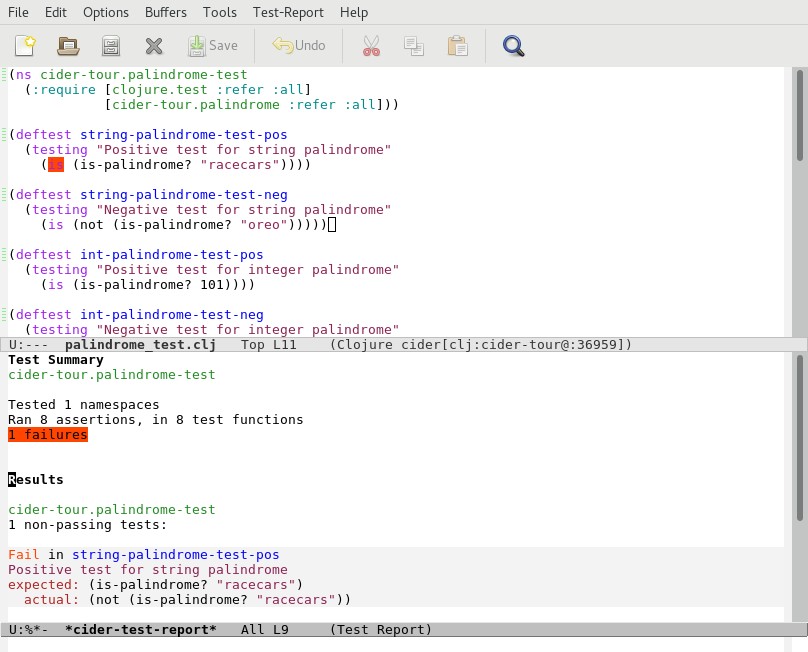 File Edit Options Buffers Tools Test-Report Help
Save Undo
(ns cider-tour.palindrome-test
  (:require [clojure.test :refer :all]
            [cider-tour.palindrome :refer :all]))
(deftest string-palindrome-test-pos
  (testing "Positive test for string palindrome"
    (is (is-palindrome? "racecars"))))
(deftest string-palindrome-test-neg
  (testing "Negative test for string palindrome"
    (is (not (is-palindrome? "oreo")))))
(deftest int-palindrome-test-pos
  (testing "Positive test for integer palindrome"
    (is (is-palindrome? 101))))
(deftest int-palindrome-test-neg
  (testing "Negative test for integer palindrome"
U:---  palindrome_test.clj   Top L11    (Clojure cider[clj:cider-tour@:36959])
Test Summary
cider-tour.palindrome-test
Tested 1 namespaces
Ran 8 assertions, in 8 test functions
1 failures
Results
cider-tour.palindrome-test
1 non-passing tests:
Fail in string-palindrome-test-pos
Positive test for string palindrome
expected: (is-palindrome? "racecars")
  actual: (not (is-palindrome? "racecars"))
U:%*-  *cider-test-report*   All L9     (Test Report)